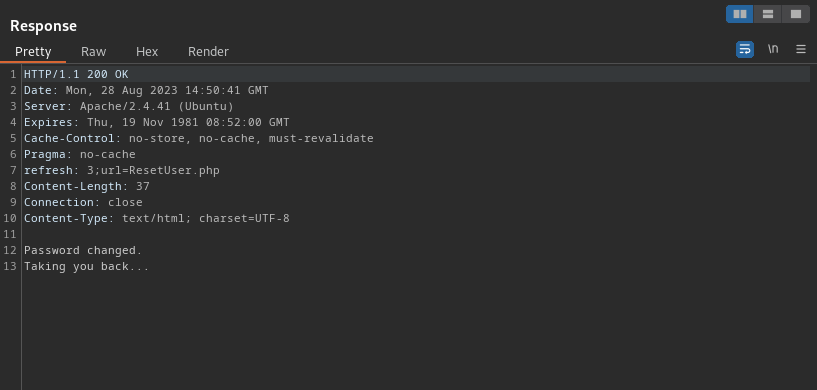 Response
Pretty Raw Hex Render \n
1 HTTP/1.1 200 OK
2 Date: Mon, 28 Aug 2023 14:50:41 GMT
3 Server: Apache/2.4.41 (Ubuntu)
4 Expires: Thu, 19 Nov 1981 08:52:00 GMT
5 Cache-Control: no-store, no-cache, must-revalidate
6 Pragma: no-cache
7 refresh: 3;url=ResetUser.php
8 Content-Length: 37
9 Connection: close
10 Content-Type: text/html; charset=UTF-8
11
12 Password changed.
13 Taking you back...